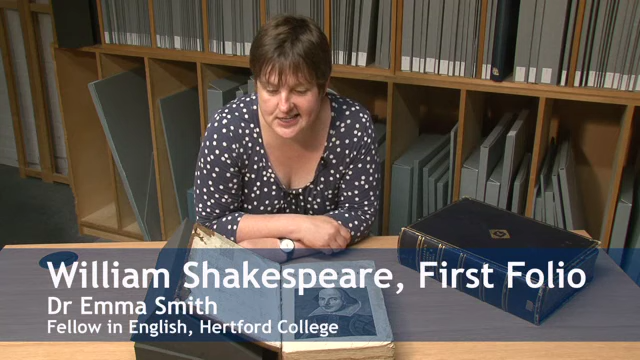 William Shakespeare, First Folio
Dr Emma Smith
Fellow in English, Hertford College